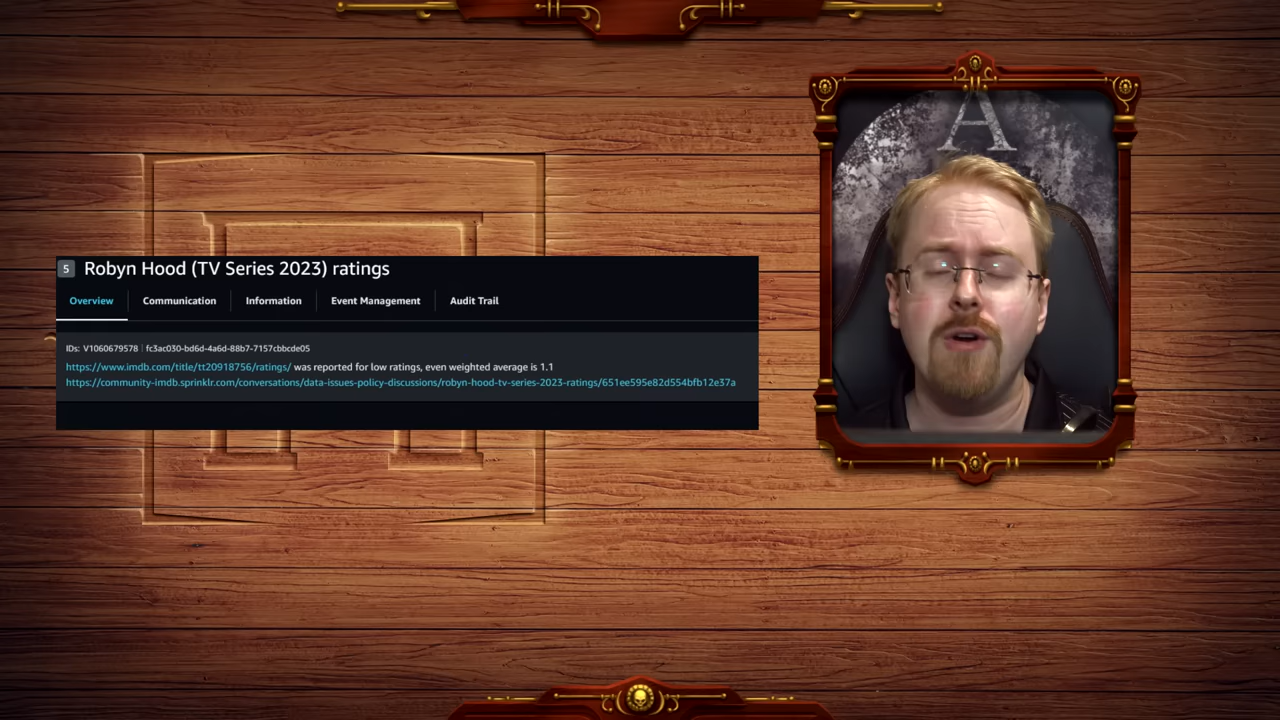 A
5 Robyn Hood (TV Series 2023) ratings
Overview Communication Information Event Management Audit Trail
IDs: V1060679578 fc3ac030-bd6d-4a6d-88b7-7157cbbcde05
https://www.imdb.com/title/tt20918756/ratings/ was reported for low ratings, even weighted average is 1.1
https://community-imdb.sprinklr.com/conversations/data-issues-policy-discussions/robyn-hood-tv-series-2023-ratings/651ee595e82d554bfb12e37a